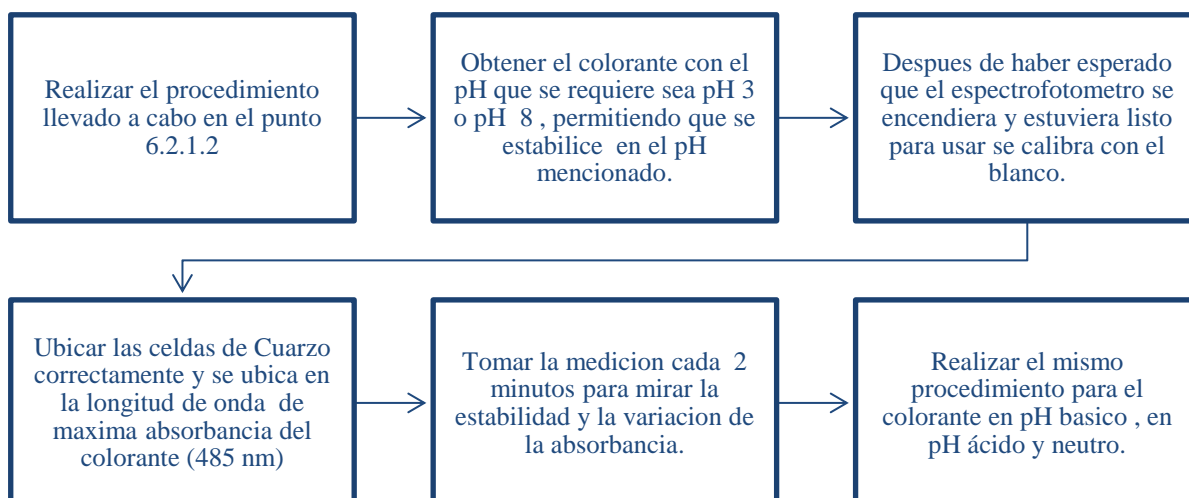 Realizar el procedimiento
llevado a cabo en el punto
6.2.1.2
Obtener el colorante con el
pH que se requiere sea pH 3
o pH 8 , permitiendo que se
estabilice en el pH
mencionado.
Despues de haber esperado
que el espectrofotometro se
encendiera y estuviera listo
para usar se calibra con el
blanco.
Ubicar las celdas de Cuarzo
correctamente y se ubica en
la longitud de onda de
maxima absorbancia del
colorante (485 nm)
Tomar la medicion cada 2
minutos para mirar la
estabilidad y la variacion de
la absorbancia.
Realizar el mismo
procedimiento para el
colorante en pH basico , en
pH ácido y neutro.